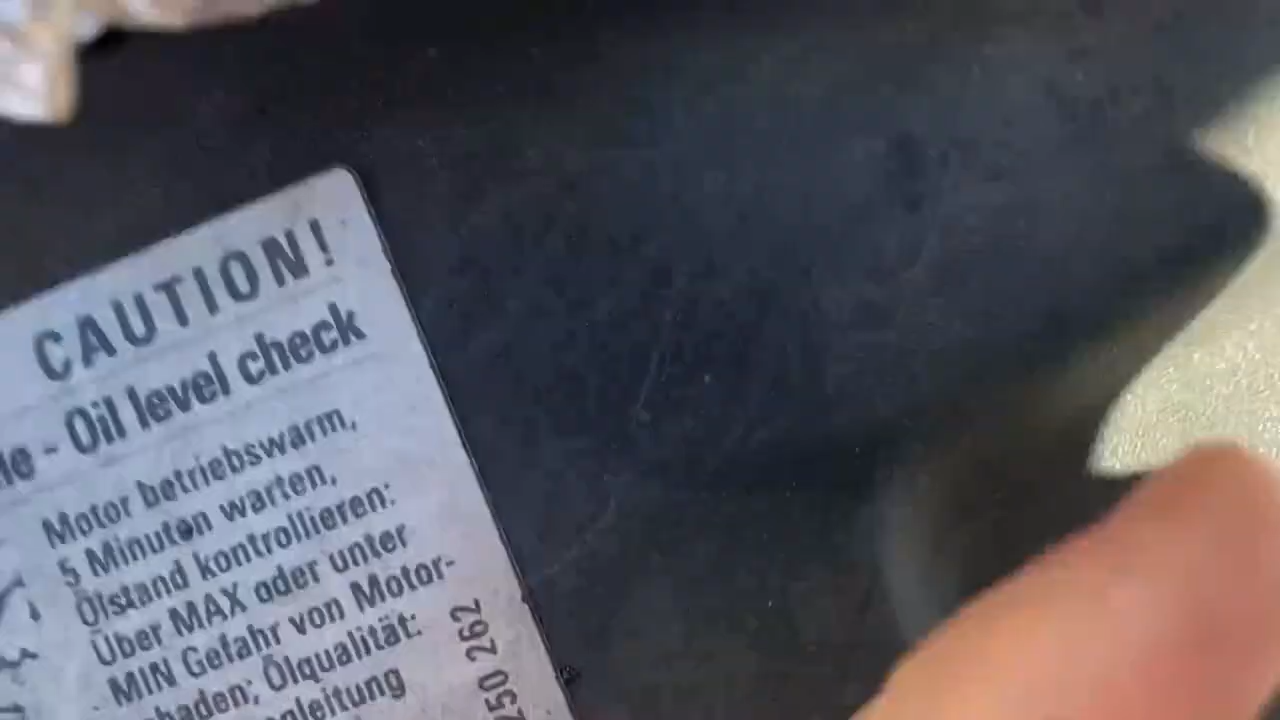 CAUTION!
- Oil level check
Motor betriebswarm,
5 Minuten warten,
Ölstand kontrollieren:
Über MAX oder unter
MIN Gefahr von Motor-
Ölqualität:
250 262